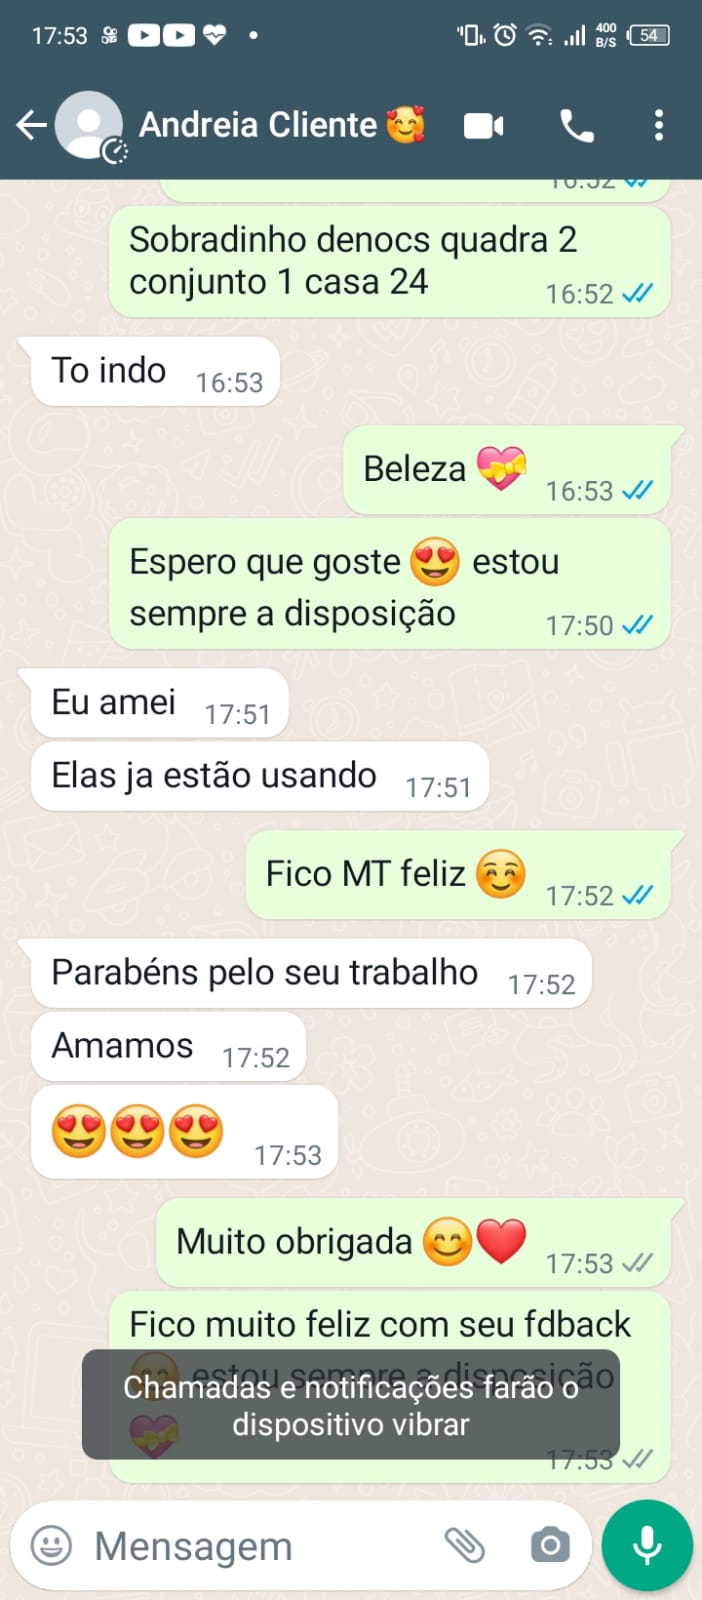 17:53
400
B/S
54
Andreia Cliente
16:52
Sobradinho denocs quadra 2
conjunto 1 casa 24
16:52
To indo
16:53
Beleza
16:53
Espero que goste estou
sempre a disposição
17:50
Eu amei
17:51
Elas ja estão usando
17:51
Fico MT feliz
17:52
Parabéns pelo seu trabalho
17:52
Amamos
17:52
17:53
Muito obrigada
17:53
Fico muito feliz com seu fdback
estou sempre a disposição
Chamadas e notificações farão o
dispositivo vibrar
17:53
Mensagem